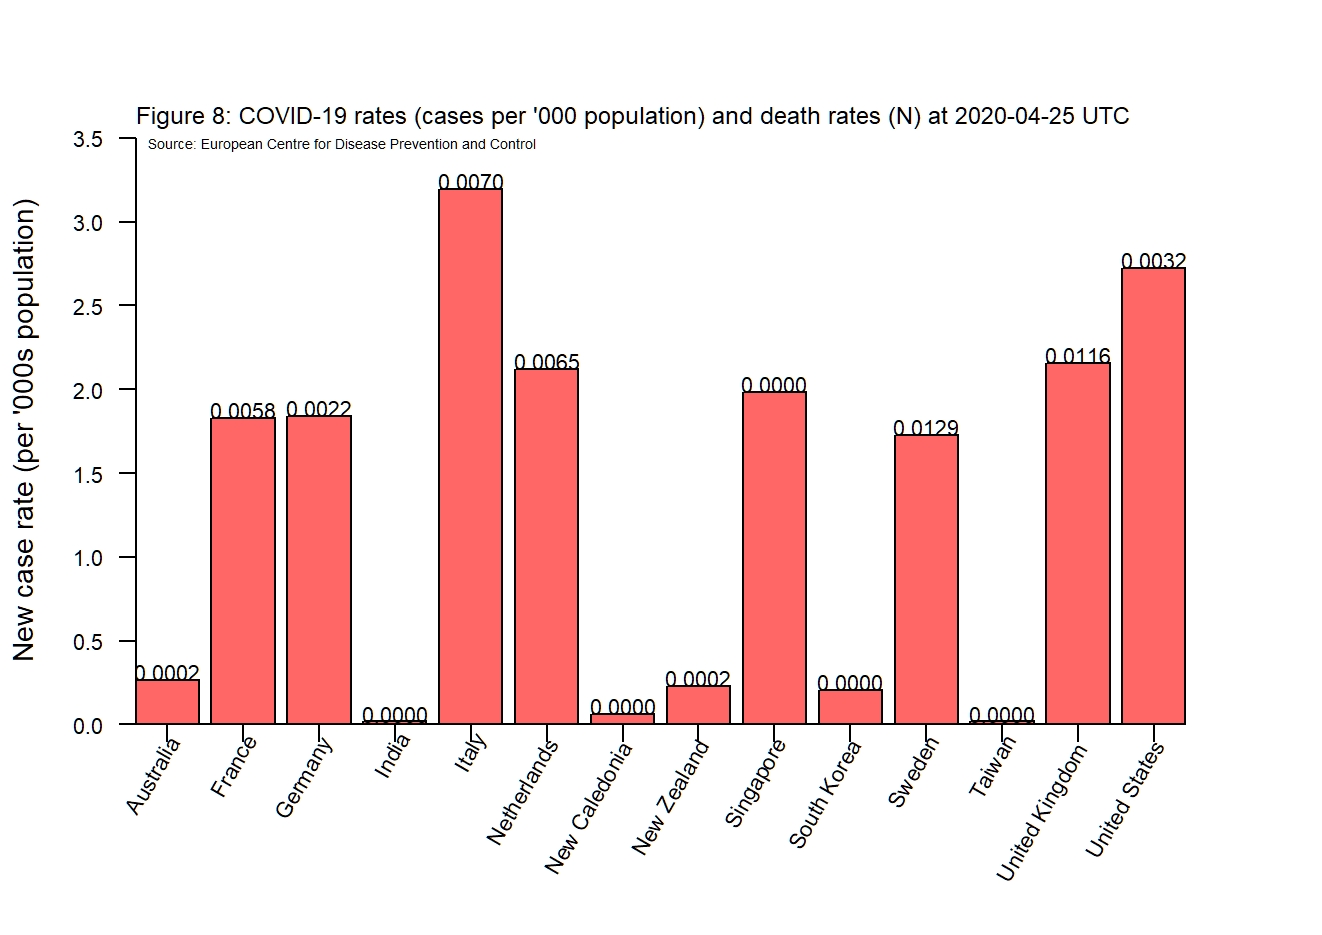 Figure 8: COVID-19 rates (cases per '000 population) and death rates (N) at 2020-04-25 UTC
Source: European Centre for Disease Prevention and Control
New case rate (per '000s population)
3.5
3.0
2.5
2.0
1.5
1.0
0.5
0.0
0.0002
0.0058
0.0022
0.0000
0.0070
0.0065
0.0000
0.0002
0.0000
0.0000
0.0129
0.0000
0.0116
0.0032
Australia
France
Germany
India
Italy
Netherlands
New Caledonia
New Zealand
Singapore
South Korea
Sweden
Taiwan
United Kingdom
United States